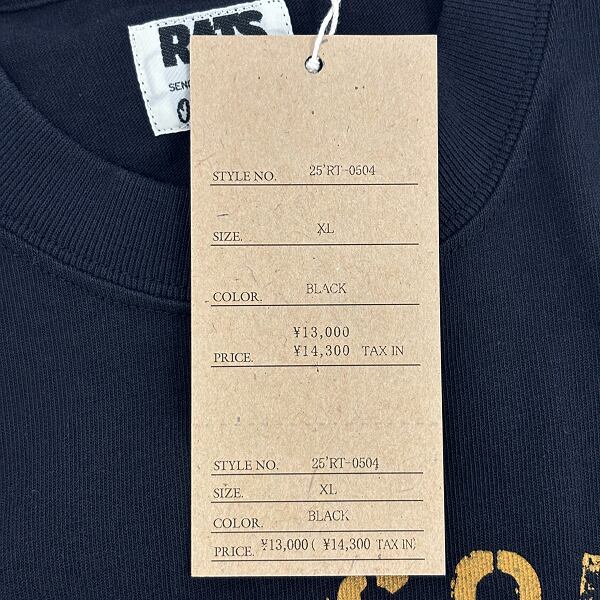 RATS
STYLE NO. 25'RT-0504
SIZE. XL
COLOR. BLACK
¥13,000
PRICE. ¥14,300 TAX IN
STYLE NO. 25'RT-0504
SIZE. XL
COLOR. BLACK
PRICE. ¥13,000( ¥14,300 TAX IN)